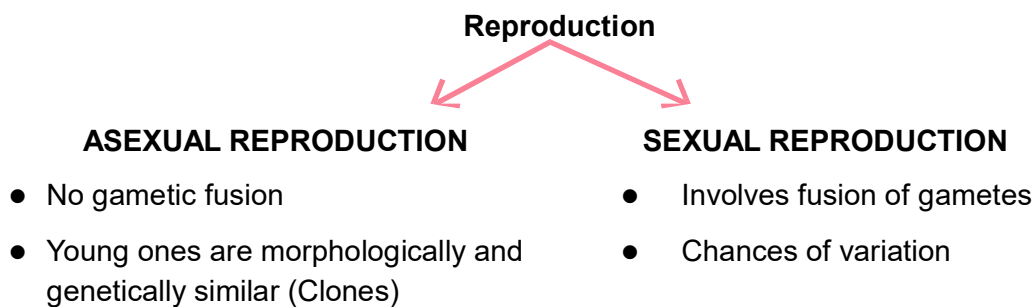 Reproduction
ASEXUAL REPRODUCTION
● No gametic fusion
● Young ones are morphologically and
genetically similar (Clones)
SEXUAL REPRODUCTION
● Involves fusion of gametes
● Chances of variation